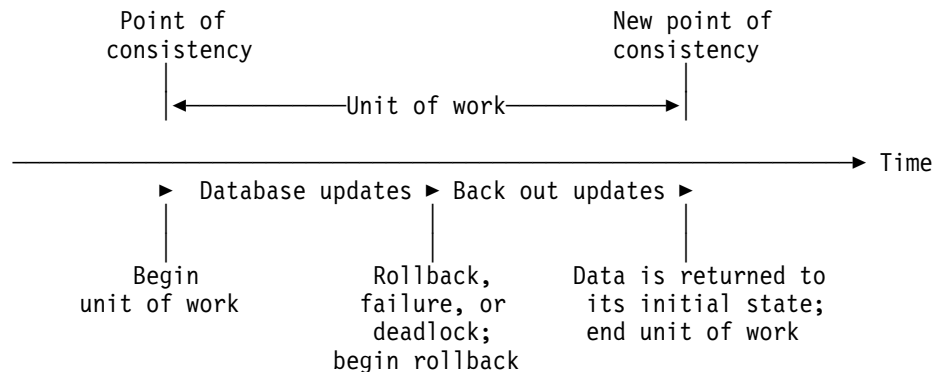 Point of
consistency
New point of
consistency
Unit of work
Time
Database updates
Back out updates
Begin
unit of work
Rollback,
failure, or
deadlock;
begin rollback
Data is returned to
its initial state;
end unit of work